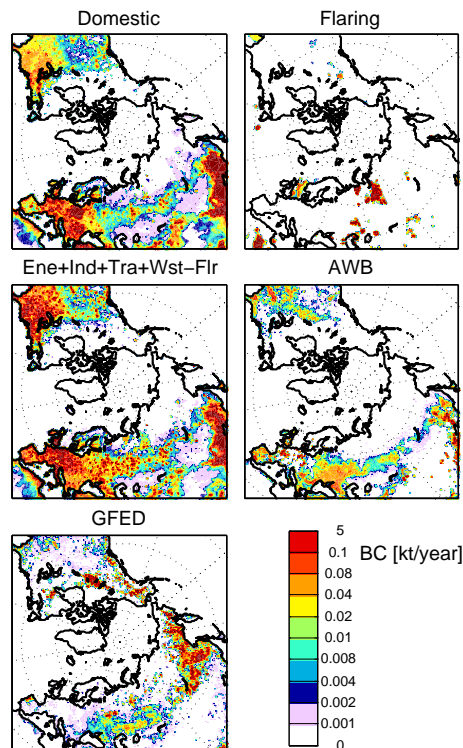 Domestic
Flaring
Ene+Ind+Tra+Wst−Flr
AWB
GFED
BC [kt/year]
5
0.1
0.08
0.04
0.02
0.01
0.008
0.004
0.002
0.001
0